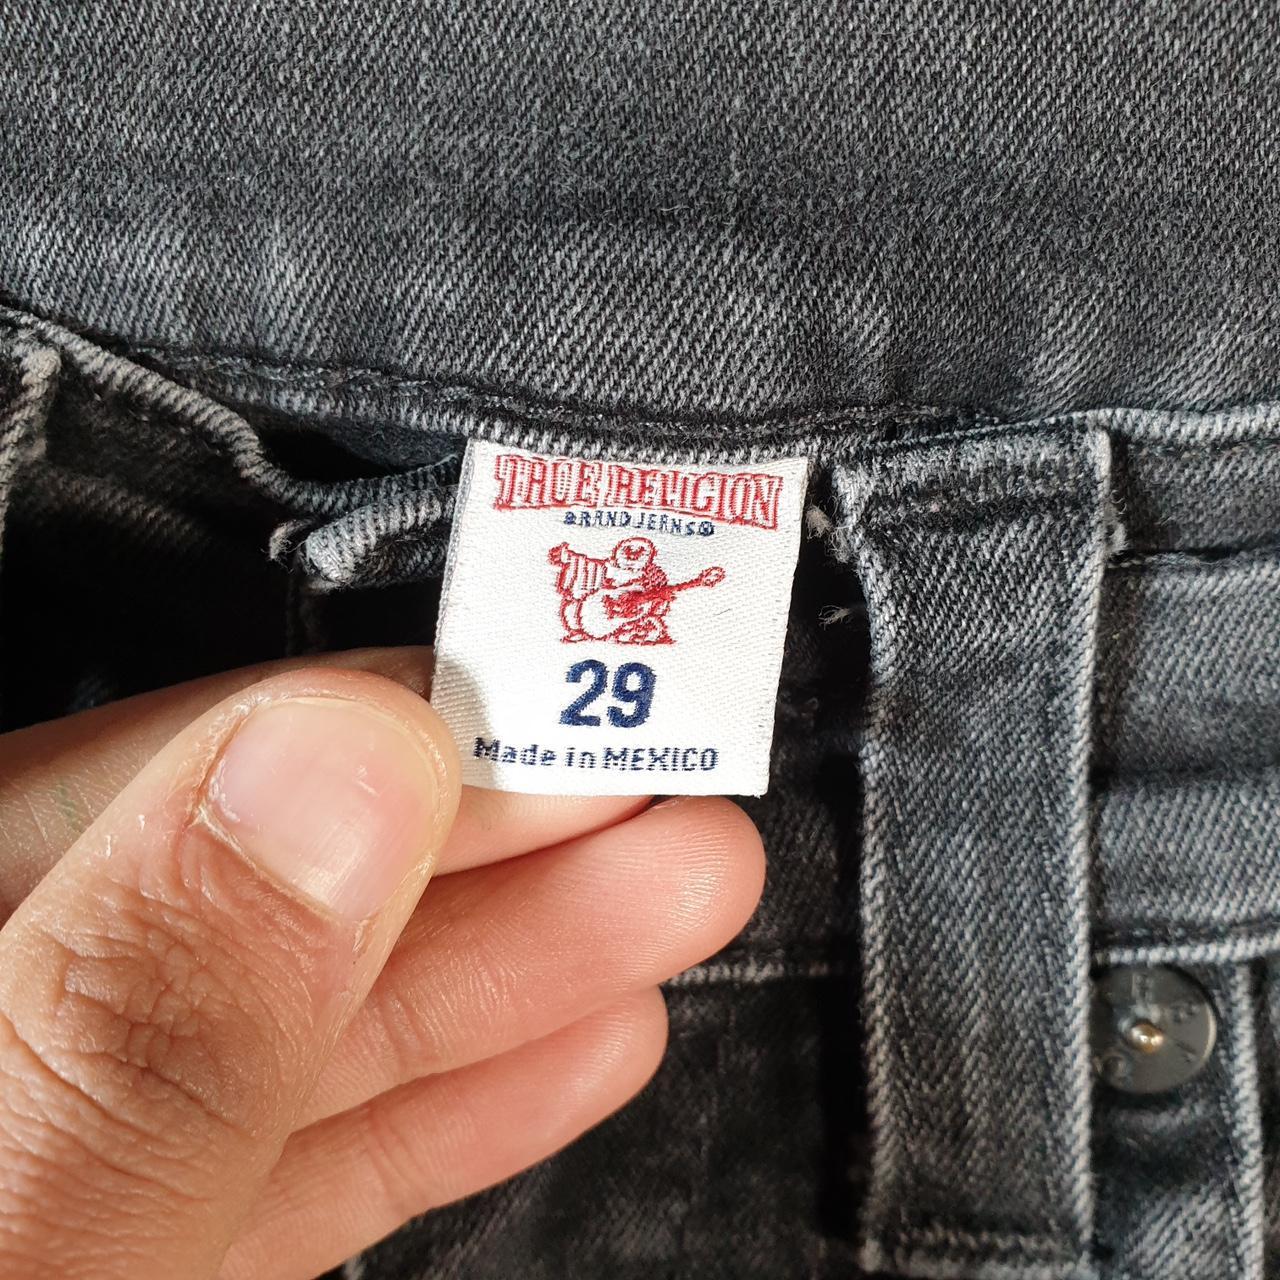 TRUE RELIGION
BRAND JEANS®
29
Made in MEXICO